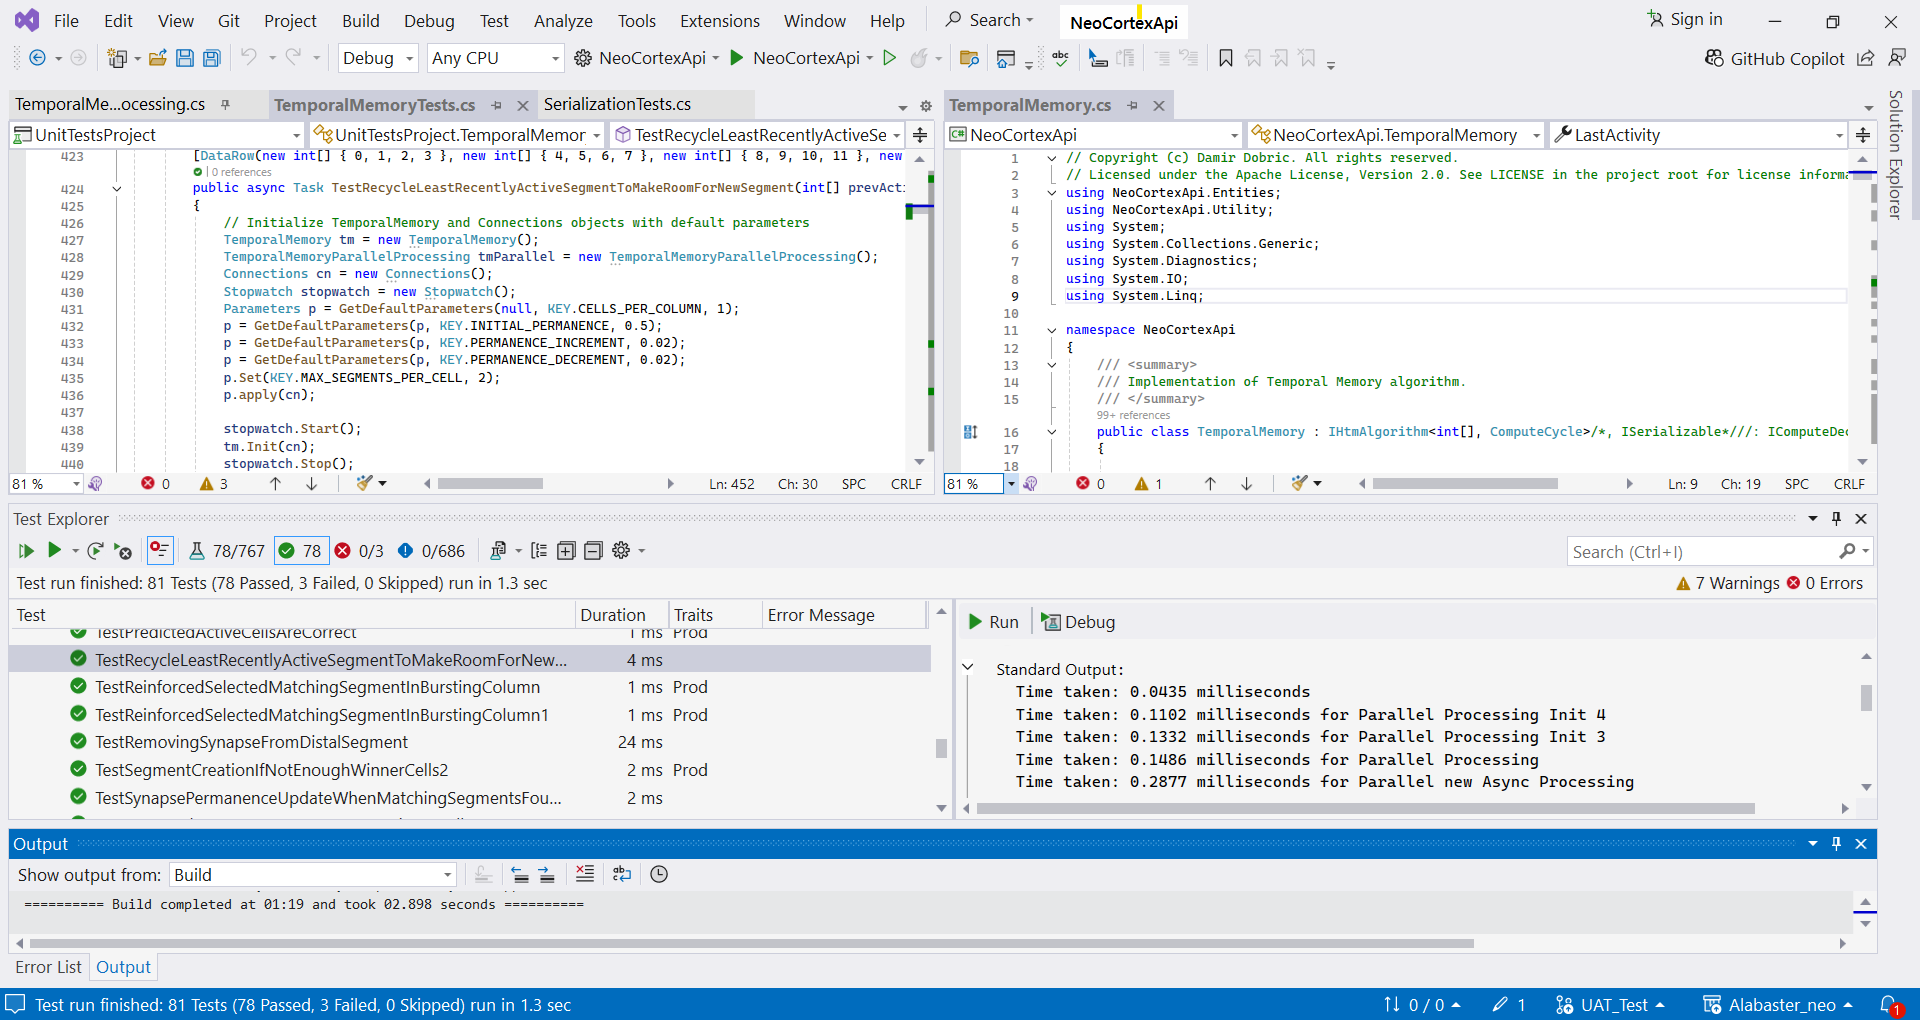 File Edit View Git Project Build Debug Test Analyze Tools Extensions Window Help Search NeoCortexApi Sign in
Debug Any CPU NeoCortexApi NeoCortexApi GitHub Copilot
TemporalMe...ocessing.cs TemporalMemoryTests.cs SerializationTests.cs
UnitTestsProject UnitTestsProject.TemporalMemor TestRecycleLeastRecentlyActiveSe
423 [DataRow(new int[] { 0, 1, 2, 3 }, new int[] { 4, 5, 6, 7 }, new int[] { 8, 9, 10, 11 }, new
0 references
424 public async Task TestRecycleLeastRecentlyActiveSegmentToMakeRoomForNewSegment(int[] prevActi
425 {
426 // Initialize TemporalMemory and Connections objects with default parameters
427 TemporalMemory tm = new TemporalMemory();
428 TemporalMemoryParallelProcessing tmParallel = new TemporalMemoryParallelProcessing();
429 Connections cn = new Connections();
430 Stopwatch stopwatch = new Stopwatch();
431 Parameters p = GetDefaultParameters(null, KEY.CELLS_PER_COLUMN, 1);
432 p = GetDefaultParameters(p, KEY.INITIAL_PERMANENCE, 0.5);
433 p = GetDefaultParameters(p, KEY.PERMANENCE_INCREMENT, 0.02);
434 p = GetDefaultParameters(p, KEY.PERMANENCE_DECREMENT, 0.02);
435 p.Set(KEY.MAX_SEGMENTS_PER_CELL, 2);
436 p.apply(cn);
437
438 stopwatch.Start();
439 tm.Init(cn);
440 stopwatch.Stop();
81 % 0 3 Ln: 452 Ch: 30 SPC CRLF
TemporalMemory.cs
NeoCortexApi NeoCortexApi.TemporalMemory LastActivity
1 // Copyright (c) Damir Dobric. All rights reserved.
2 // Licensed under the Apache License, Version 2.0. See LICENSE in the project root for license informa
3 using NeoCortexApi.Entities;
4 using NeoCortexApi.Utility;
5 using System;
6 using System.Collections.Generic;
7 using System.Diagnostics;
8 using System.IO;
9 using System.Linq;
10
11 namespace NeoCortexApi
12 {
13 /// <summary>
14 /// Implementation of Temporal Memory algorithm.
15 /// </summary>
99+ references
16 public class TemporalMemory : IHtmAlgorithm<int[], ComputeCycle>/*, ISerializable*///: IComputeDec
17 {
18
81 % 0 1 Ln: 9 Ch: 19 SPC CRLF
Solution Explorer
Test Explorer
78/767 78 0/3 0/686 Search (Ctrl+I)
Test run finished: 81 Tests (78 Passed, 3 Failed, 0 Skipped) run in 1.3 sec 7 Warnings 0 Errors
Test Duration Traits Error Message
TestPredictedActiveCellsAreCorrect 1 ms Prod
TestRecycleLeastRecentlyActiveSegmentToMakeRoomForNew... 4 ms
TestReinforcedSelectedMatchingSegmentInBurstingColumn 1 ms Prod
TestReinforcedSelectedMatchingSegmentInBurstingColumn1 1 ms Prod
TestRemovingSynapseFromDistalSegment 24 ms
TestSegmentCreationIfNotEnoughWinnerCells2 2 ms Prod
TestSynapsePermanenceUpdateWhenMatchingSegmentsFou... 2 ms
Run Debug
Standard Output:
Time taken: 0.0435 milliseconds
Time taken: 0.1102 milliseconds for Parallel Processing Init 4
Time taken: 0.1332 milliseconds for Parallel Processing Init 3
Time taken: 0.1486 milliseconds for Parallel Processing
Time taken: 0.2877 milliseconds for Parallel new Async Processing
Output
Show output from: Build
========== Build completed at 01:19 and took 02.898 seconds ==========
Error List Output
Test run finished: 81 Tests (78 Passed, 3 Failed, 0 Skipped) run in 1.3 sec 0 / 0 1 UAT_Test Alabaster_neo 1